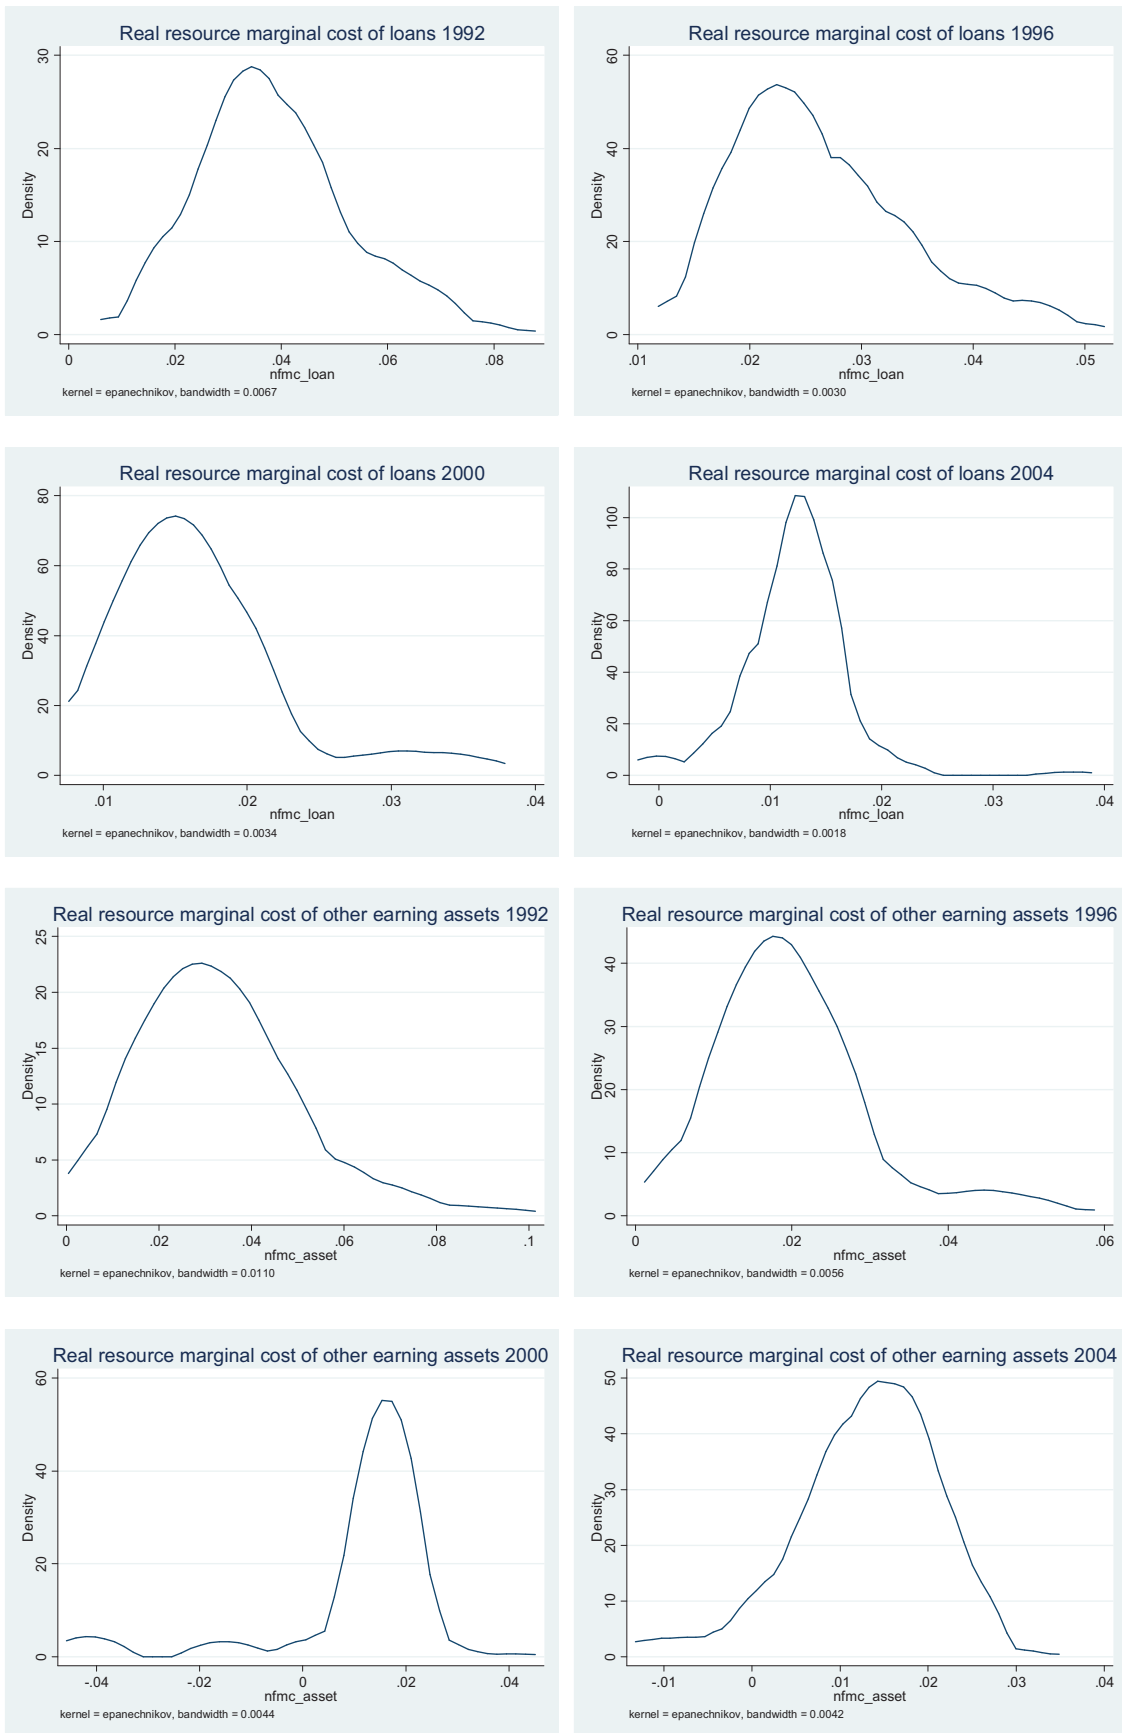 Real resource marginal cost of loans 1992
30
20
10
0
Density
0 .02 .04 .06 .08
nfmc_loan
kernel = epanechnikov, bandwidth = 0.0067
Real resource marginal cost of loans 1996
60
40
20
0
Density
.01 .02 .03 .04 .05
nfmc_loan
kernel = epanechnikov, bandwidth = 0.0030
Real resource marginal cost of loans 2000
80
60
40
20
0
Density
.01 .02 .03 .04
nfmc_loan
kernel = epanechnikov, bandwidth = 0.0034
Real resource marginal cost of loans 2004
100
80
60
40
20
0
Density
0 .01 .02 .03 .04
nfmc_loan
kernel = epanechnikov, bandwidth = 0.0018
Real resource marginal cost of other earning assets 1992
25
20
15
10
5
0
Density
0 .02 .04 .06 .08 .1
nfmc_asset
kernel = epanechnikov, bandwidth = 0.0110
Real resource marginal cost of other earning assets 1996
40
30
20
10
0
Density
0 .02 .04 .06
nfmc_asset
kernel = epanechnikov, bandwidth = 0.0056
Real resource marginal cost of other earning assets 2000
60
40
20
0
Density
-.04 -.02 0 .02 .04
nfmc_asset
kernel = epanechnikov, bandwidth = 0.0044
Real resource marginal cost of other earning assets 2004
50
40
30
20
10
0
Density
-.01 0 .01 .02 .03 .04
nfmc_asset
kernel = epanechnikov, bandwidth = 0.0042